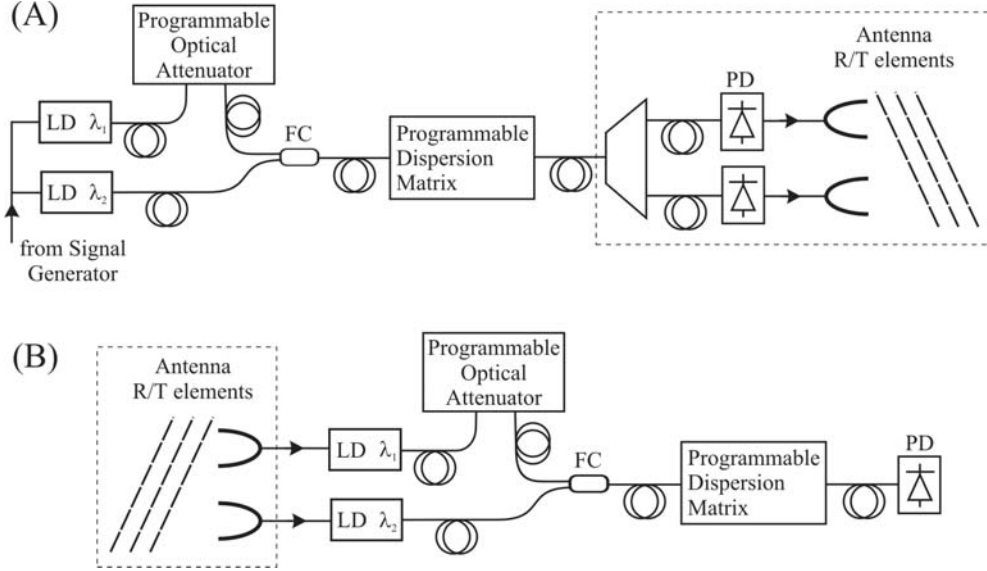 (A)
Programmable
Optical
Attenuator
Antenna
R/T elements
PD
LD λ1
FC
Programmable
Dispersion
Matrix
LD λ2
from Signal
Generator
(B)
Antenna
R/T elements
Programmable
Optical
Attenuator
LD λ1
FC
Programmable
Dispersion
Matrix
PD
LD λ2